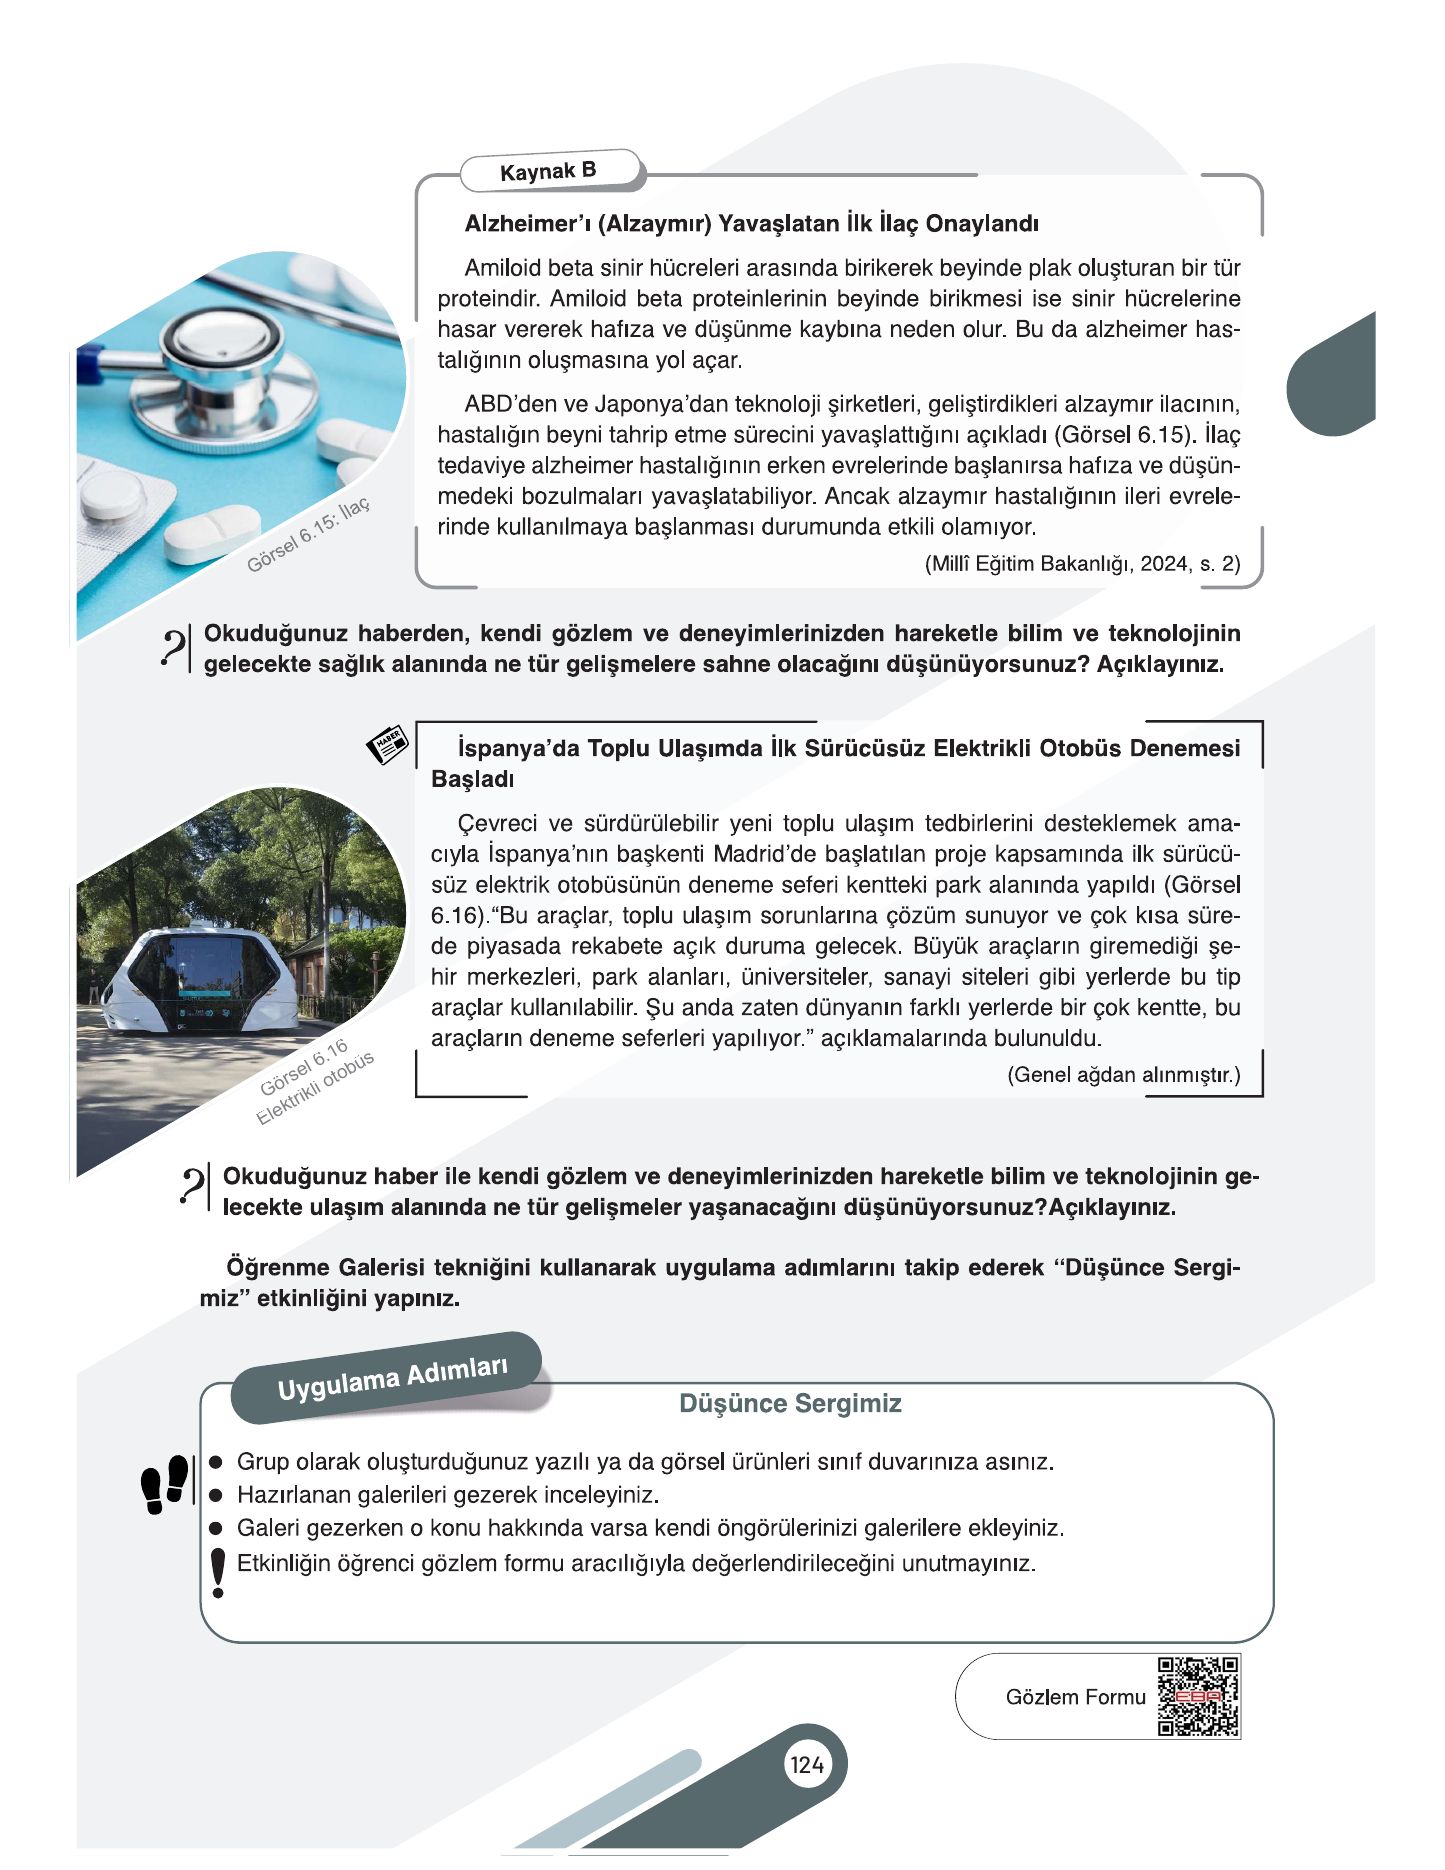 Kaynak B
Alzheimer’ı (Alzaymır) Yavaşlatan İlk İlaç Onaylandı
Amiloid beta sinir hücreleri arasında birikerek beyinde plak oluşturan bir tür
proteindir. Amiloid beta proteinlerinin beyinde birikmesi ise sinir hücrelerine
hasar vererek hafıza ve düşünme kaybına neden olur. Bu da alzheimer has-
talığının oluşmasına yol açar.
ABD’den ve Japonya’dan teknoloji şirketleri, geliştirdikleri alzaymır ilacının,
hastalığın beyni tahrip etme sürecini yavaşlattığını açıkladı (Görsel 6.15). İlaç
tedaviye alzheimer hastalığının erken evrelerinde başlanırsa hafıza ve düşün-
medeki bozulmaları yavaşlatabiliyor. Ancak alzaymır hastalığının ileri evrele-
rinde kullanılmaya başlanması durumunda etkili olamıyor.
(Millî Eğitim Bakanlığı, 2024, s. 2)
Görsel 6.15: İlaç
Okuduğunuz haberden, kendi gözlem ve deneyimlerinizden hareketle bilim ve teknolojinin
gelecekte sağlık alanında ne tür gelişmelere sahne olacağını düşünüyorsunuz? Açıklayınız.
HABER
İspanya’da Toplu Ulaşımda İlk Sürücüsüz Elektrikli Otobüs Denemesi
Başladı
Çevreci ve sürdürülebilir yeni toplu ulaşım tedbirlerini desteklemek ama-
cıyla İspanya’nın başkenti Madrid’de başlatılan proje kapsamında ilk sürücü-
süz elektrik otobüsünün deneme seferi kentteki park alanında yapıldı (Görsel
6.16).“Bu araçlar, toplu ulaşım sorunlarına çözüm sunuyor ve çok kısa süre-
de piyasada rekabete açık duruma gelecek. Büyük araçların giremediği şe-
hir merkezleri, park alanları, üniversiteler, sanayi siteleri gibi yerlerde bu tip
araçlar kullanılabilir. Şu anda zaten dünyanın farklı yerlerde bir çok kentte, bu
araçların deneme seferleri yapılıyor.” açıklamalarında bulunuldu.
(Genel ağdan alınmıştır.)
Görsel 6.16
Elektrikli otobüs
Okuduğunuz haber ile kendi gözlem ve deneyimlerinizden hareketle bilim ve teknolojinin ge-
lecekte ulaşım alanında ne tür gelişmeler yaşanacağını düşünüyorsunuz?Açıklayınız.
Öğrenme Galerisi tekniğini kullanarak uygulama adımlarını takip ederek “Düşünce Sergi-
miz” etkinliğini yapınız.
Uygulama Adımları
Düşünce Sergimiz
● Grup olarak oluşturduğunuz yazılı ya da görsel ürünleri sınıf duvarınıza asınız.
● Hazırlanan galerileri gezerek inceleyiniz.
● Galeri gezerken o konu hakkında varsa kendi öngörülerinizi galerilere ekleyiniz.
Etkinliğin öğrenci gözlem formu aracılığıyla değerlendirileceğini unutmayınız.
Gözlem Formu
EBA
124